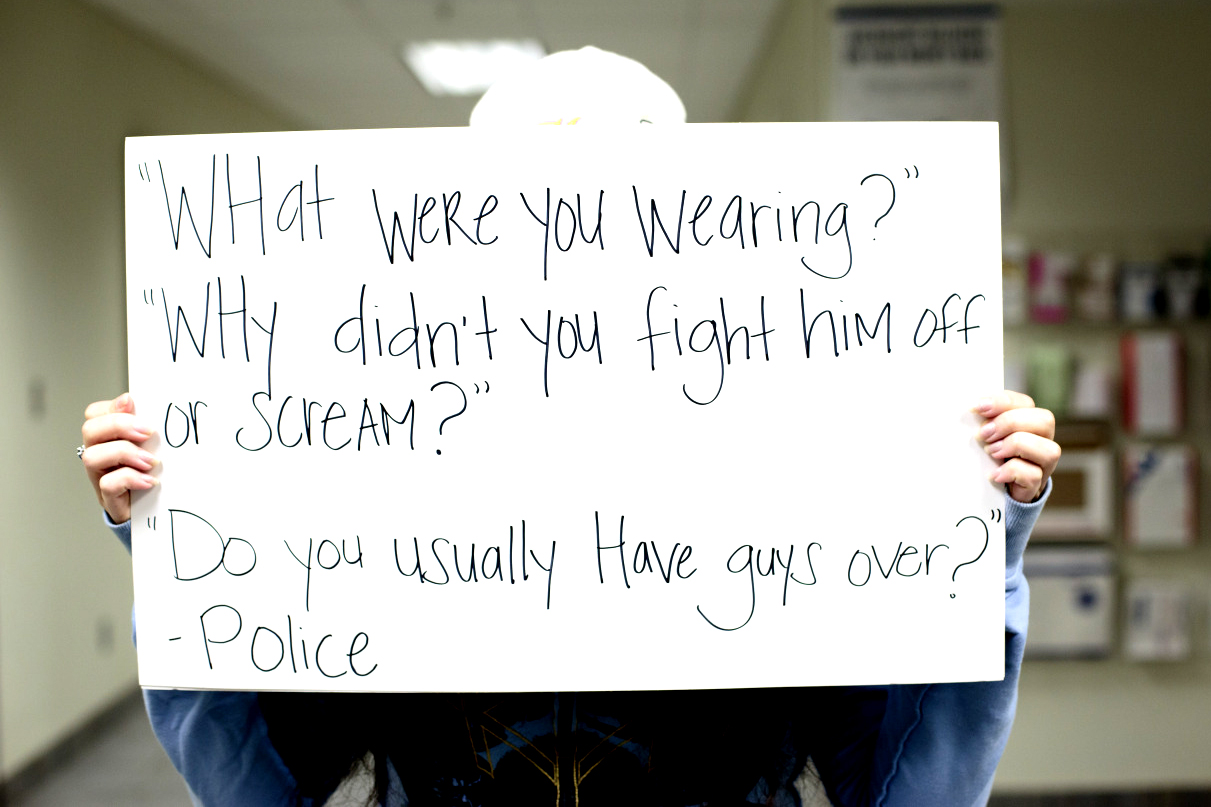 "WHat weRe you wearing?"
"WHy didn't you fight hiM off
or scReAM?"
"Do you usually Have guys over?"
- Police